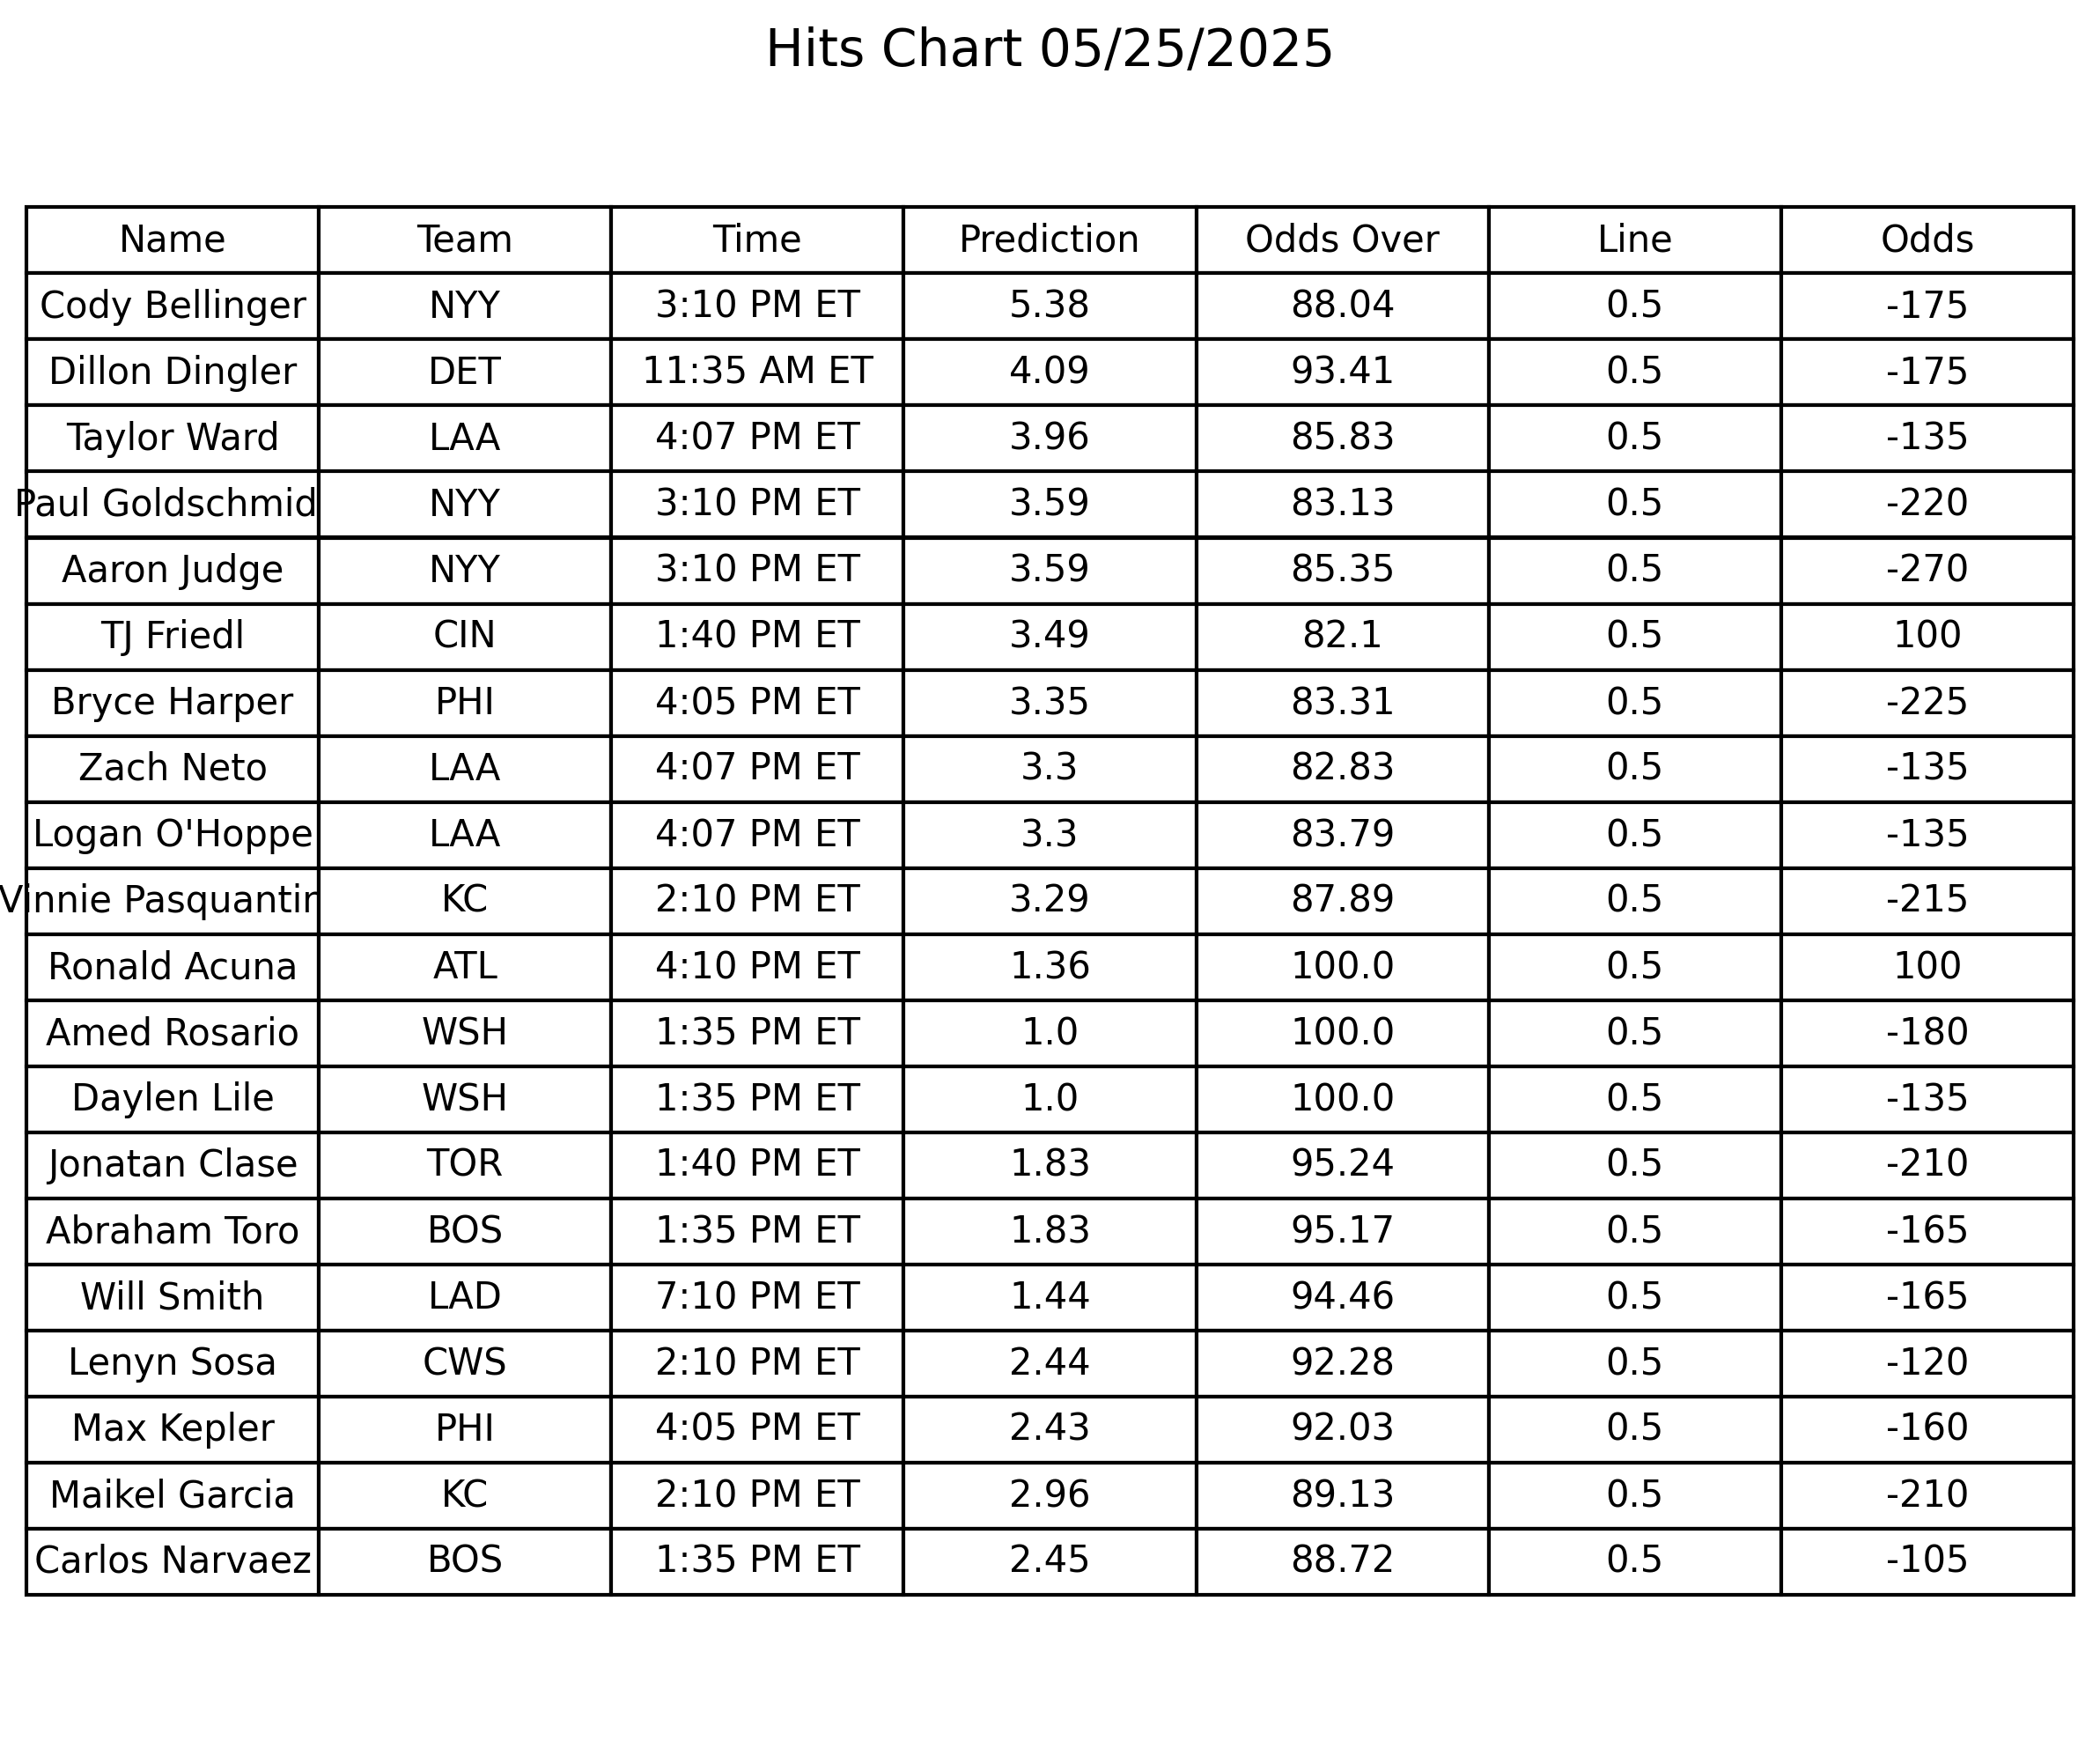 Hits Chart 05/25/2025
Name Team Time Prediction Odds Over Line Odds
Cody Bellinger NYY 3:10 PM ET 5.38 88.04 0.5 -175
Dillon Dingler DET 11:35 AM ET 4.09 93.41 0.5 -175
Taylor Ward LAA 4:07 PM ET 3.96 85.83 0.5 -135
Paul Goldschmid NYY 3:10 PM ET 3.59 83.13 0.5 -220
Aaron Judge NYY 3:10 PM ET 3.59 85.35 0.5 -270
TJ Friedl CIN 1:40 PM ET 3.49 82.1 0.5 100
Bryce Harper PHI 4:05 PM ET 3.35 83.31 0.5 -225
Zach Neto LAA 4:07 PM ET 3.3 82.83 0.5 -135
Logan O'Hoppe LAA 4:07 PM ET 3.3 83.79 0.5 -135
Vinnie Pasquantin KC 2:10 PM ET 3.29 87.89 0.5 -215
Ronald Acuna ATL 4:10 PM ET 1.36 100.0 0.5 100
Amed Rosario WSH 1:35 PM ET 1.0 100.0 0.5 -180
Daylen Lile WSH 1:35 PM ET 1.0 100.0 0.5 -135
Jonatan Clase TOR 1:40 PM ET 1.83 95.24 0.5 -210
Abraham Toro BOS 1:35 PM ET 1.83 95.17 0.5 -165
Will Smith LAD 7:10 PM ET 1.44 94.46 0.5 -165
Lenyn Sosa CWS 2:10 PM ET 2.44 92.28 0.5 -120
Max Kepler PHI 4:05 PM ET 2.43 92.03 0.5 -160
Maikel Garcia KC 2:10 PM ET 2.96 89.13 0.5 -210
Carlos Narvaez BOS 1:35 PM ET 2.45 88.72 0.5 -105